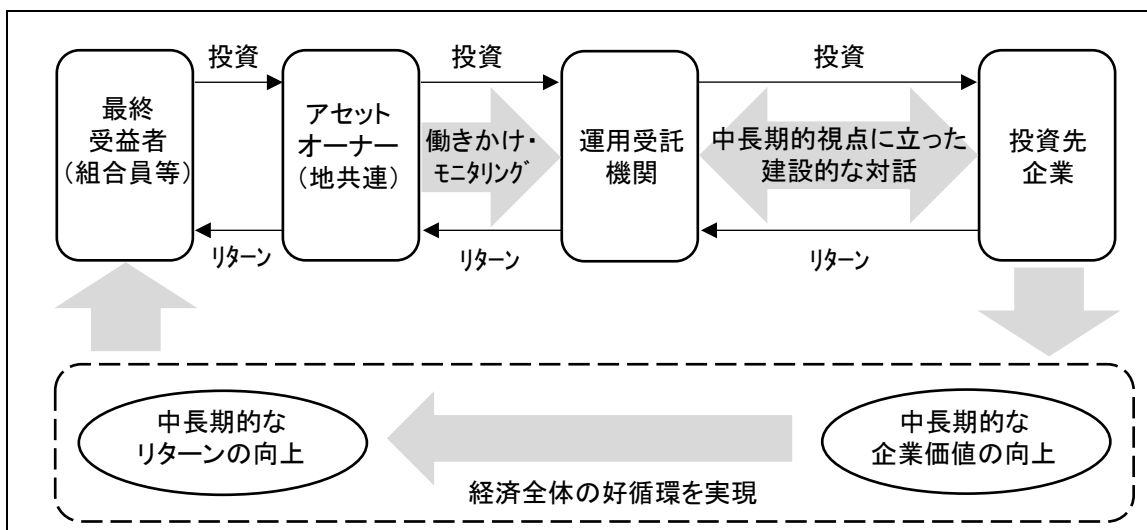 投資
投資
投資
最終
受益者
(組合員等)
アセット
オーナー
(地共連)
働きかけ・
ﾓﾆﾀﾘﾝｸﾞ
運用受託
機関
中長期的視点に立った
建設的な対話
投資先
企業
ﾘﾀｰﾝ
ﾘﾀｰﾝ
ﾘﾀｰﾝ
中長期的な
リターンの向上
中長期的な
企業価値の向上
経済全体の好循環を実現